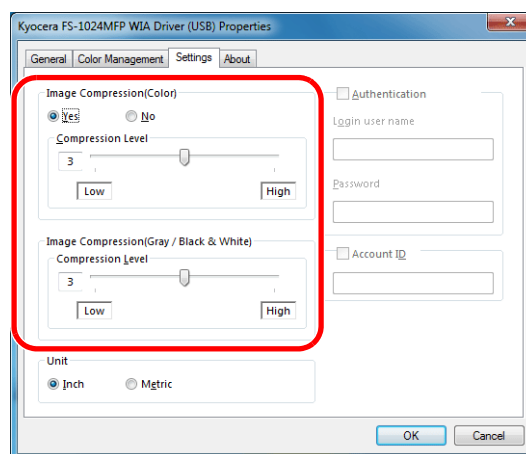 Kyocera FS-1024MFP WIA Driver (USB) Properties
General Color Management Settings About
Image Compression(Color)
Yes No
Compression Level
3
Low High
Image Compression(Gray / Black & White)
Compression Level
3
Low High
Unit
Inch Metric
Authentication
Login user name
Password
Account ID
OK Cancel